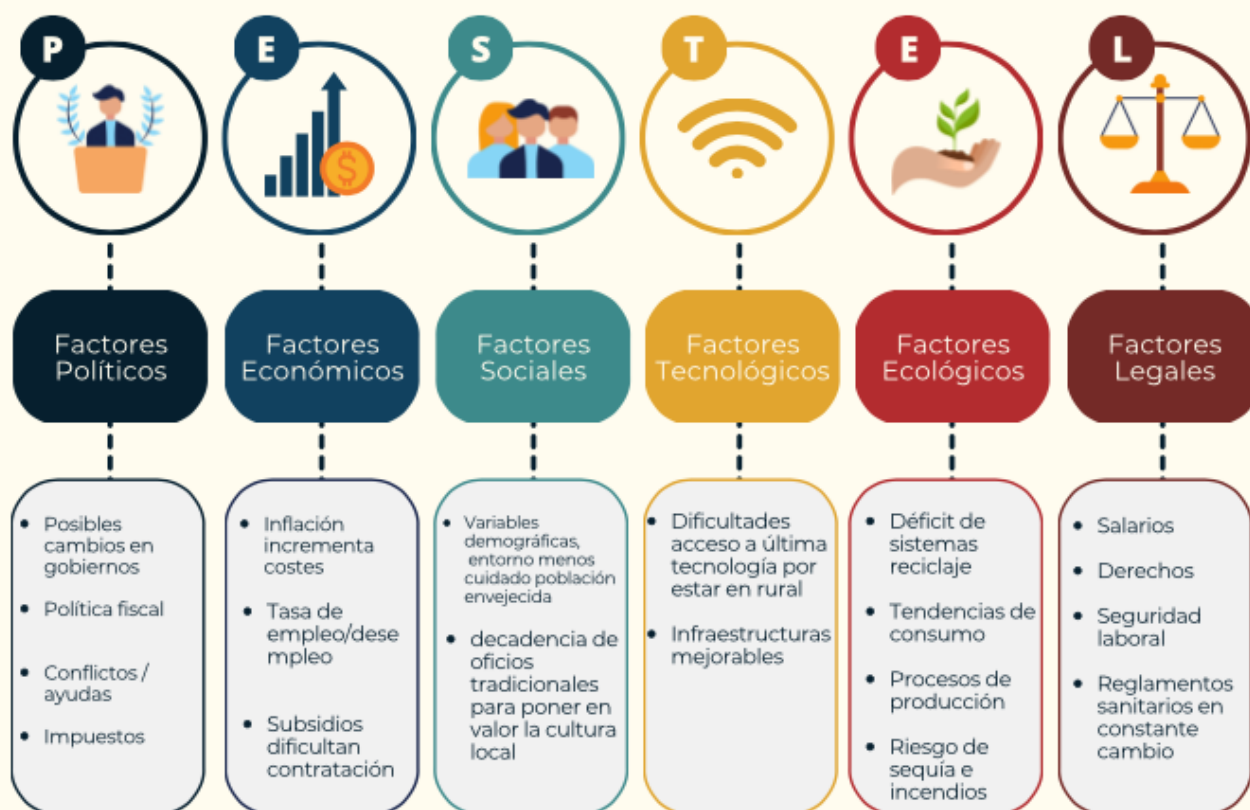 P
E
S
T
E
L
$
Factores
Políticos
Factores
Económicos
Factores
Sociales
Factores
Tecnológicos
Factores
Ecológicos
Factores
Legales
• Posibles
cambios en
gobiernos
• Política fiscal
• Conflictos /
ayudas
• Impuestos
• Inflación
incrementa
costes
• Tasa de
empleo/dese
mpleo
• Subsidios
dificultan
contratación
• Variables
demográficas,
entorno menos
cuidado población
envejecida
• decadencia de
oficios
tradicionales
para poner en
valor la cultura
local
• Dificultades
acceso a última
tecnología por
estar en rural
• Infraestructuras
mejorables
• Déficit de
sistemas
reciclaje
• Tendencias de
consumo
• Procesos de
producción
• Riesgo de
sequía e
incendios
• Salarios
• Derechos
• Seguridad
laboral
• Reglamentos
sanitarios en
constante
cambio